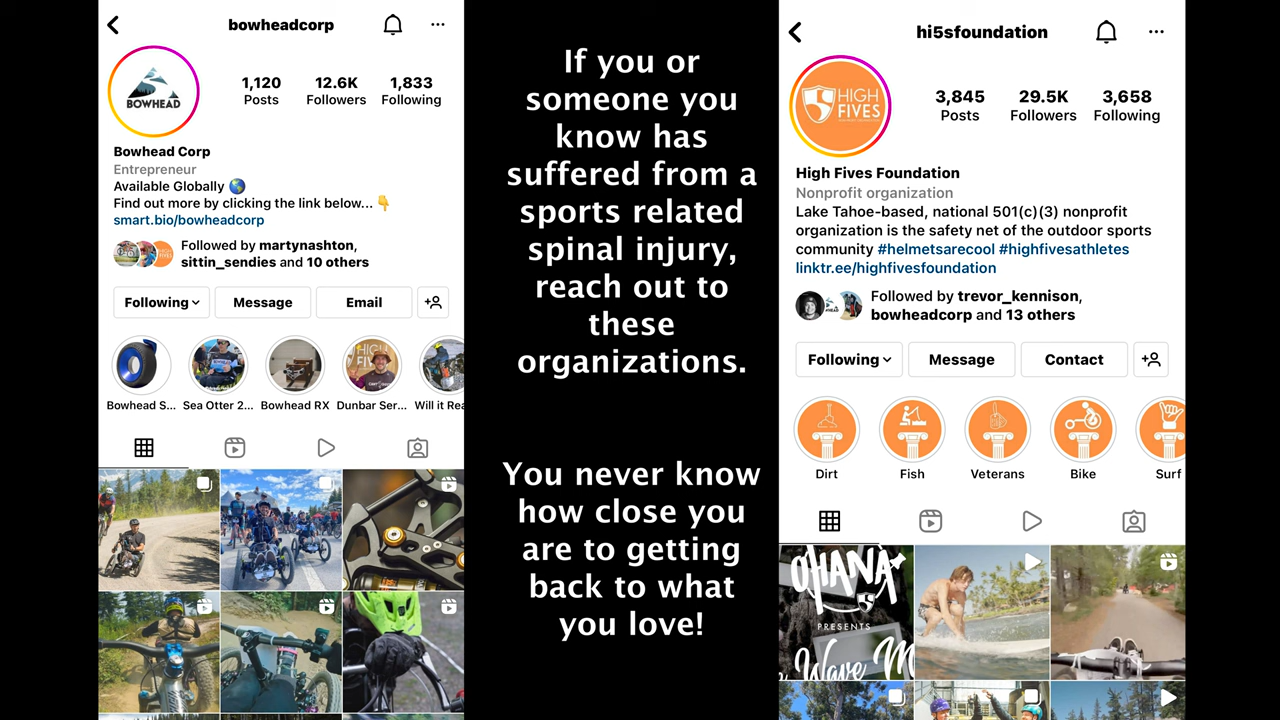 bowheadcorp
BOWHEAD
1,120
Posts
12.6K
Followers
1,833
Following
Bowhead Corp
Entrepreneur
Available Globally 🌎
Find out more by clicking the link below... 👇
smart.bio/bowheadcorp
Followed by martynashton,
sittin_sendies and 10 others
Following
Message
Email
Bowhead S...
Sea Otter 2...
Bowhead RX
Dunbar Ser...
Will it Rea
If you or
someone you
know has
suffered from a
sports related
spinal injury,
reach out to
these
organizations.
You never know
how close you
are to getting
back to what
you love!
hi5sfoundation
HIGH
FIVES
3,845
Posts
29.5K
Followers
3,658
Following
High Fives Foundation
Nonprofit organization
Lake Tahoe-based, national 501(c)(3) nonprofit
organization is the safety net of the outdoor sports
community #helmetsarecool #highfivesathletes
linktr.ee/highfivesfoundation
Followed by trevor_kennison,
bowheadcorp and 13 others
Following
Message
Contact
Dirt
Fish
Veterans
Bike
Surf
OHANA
PRESENTS
Wave M